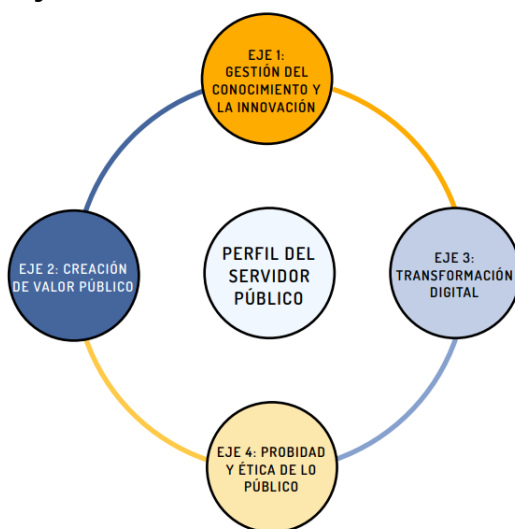 EJE 1:
GESTIÓN DEL
CONOCIMIENTO Y
LA INNOVACIÓN
EJE 2: CREACIÓN
DE VALOR PÚBLICO
PERFIL DEL
SERVIDOR
PÚBLICO
EJE 3:
TRANSFORMACIÓN
DIGITAL
EJE 4: PROBIDAD
Y ÉTICA DE LO
PÚBLICO